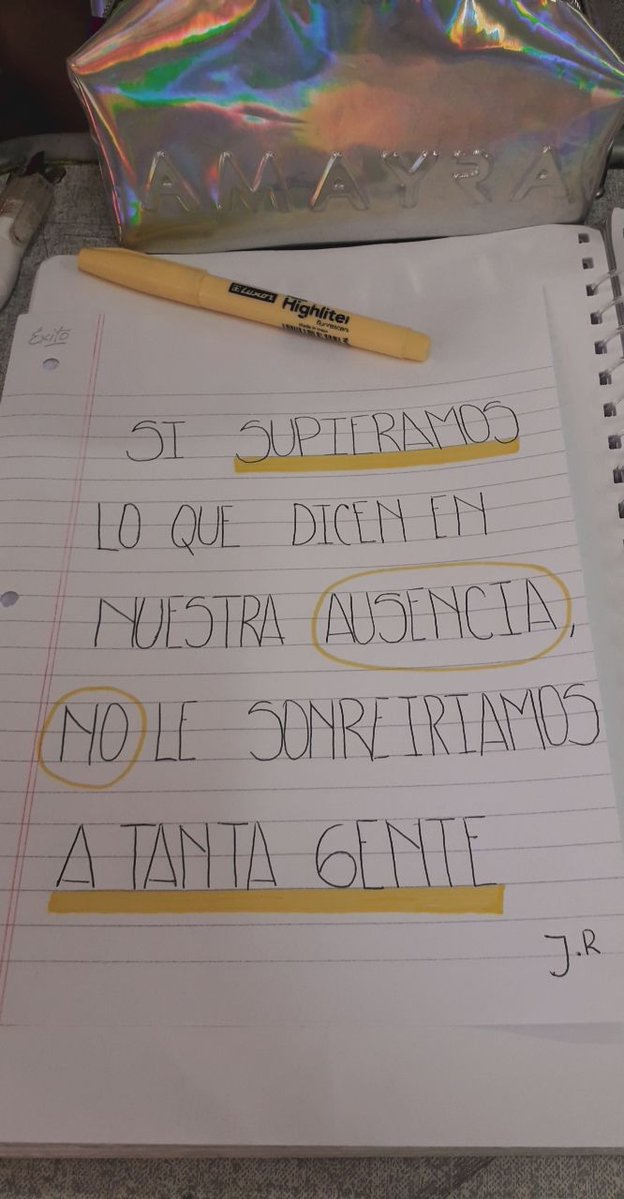 AMAYRA
Luxor
Highliter
fluorescent
Éxito
SI SUPIERAMOS
LO QUE DICEN EN
NUESTRA AUSENCIA,
NO LE SONREIRIAMOS
A TANTA GENTE
J.R